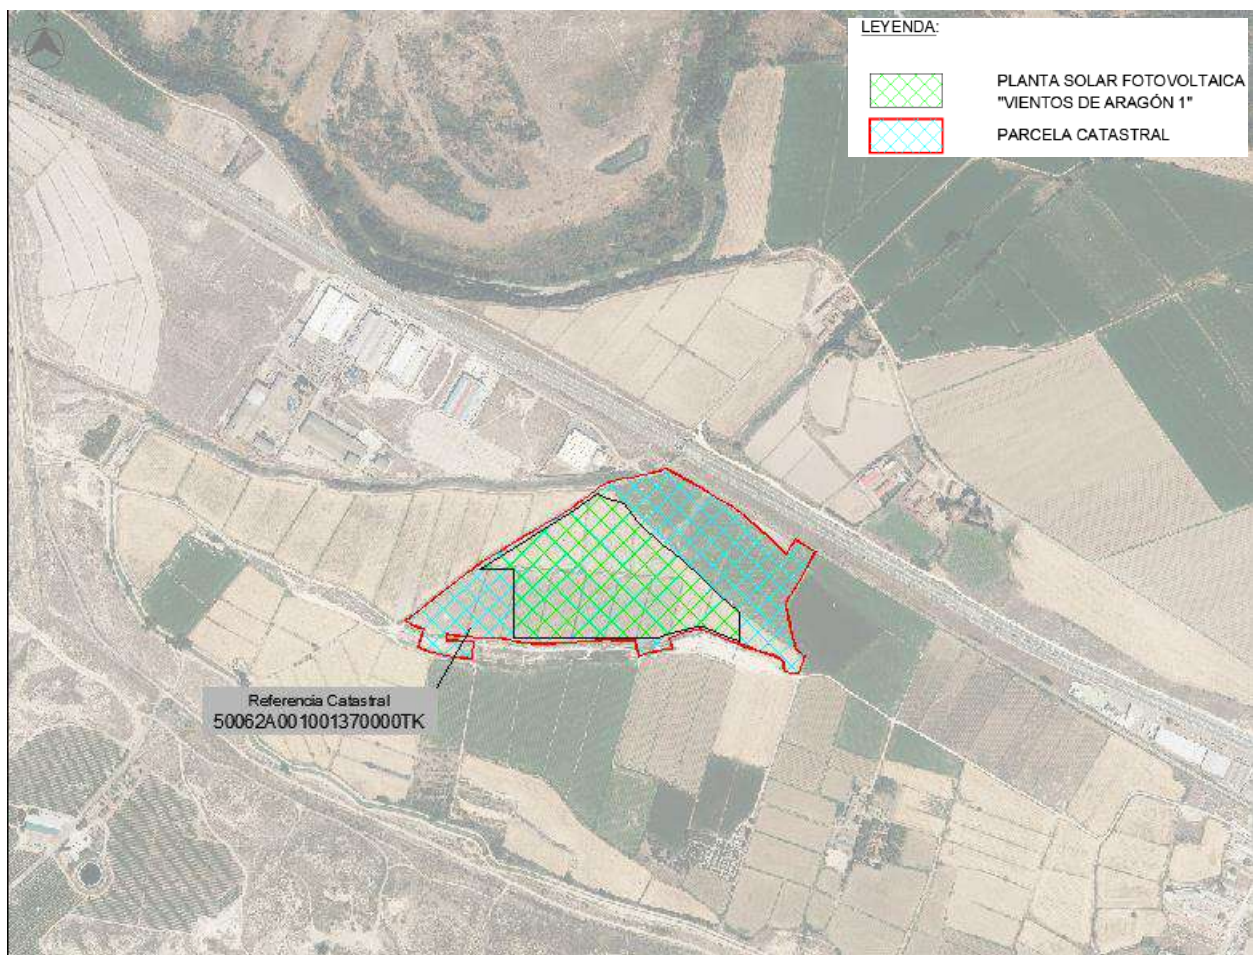 N
LEYENDA:
PLANTA SOLAR FOTOVOLTAICA
"VIENTOS DE ARAGÓN 1"
PARCELA CATASTRAL
Referencia Catastral
50062A001001370000TK